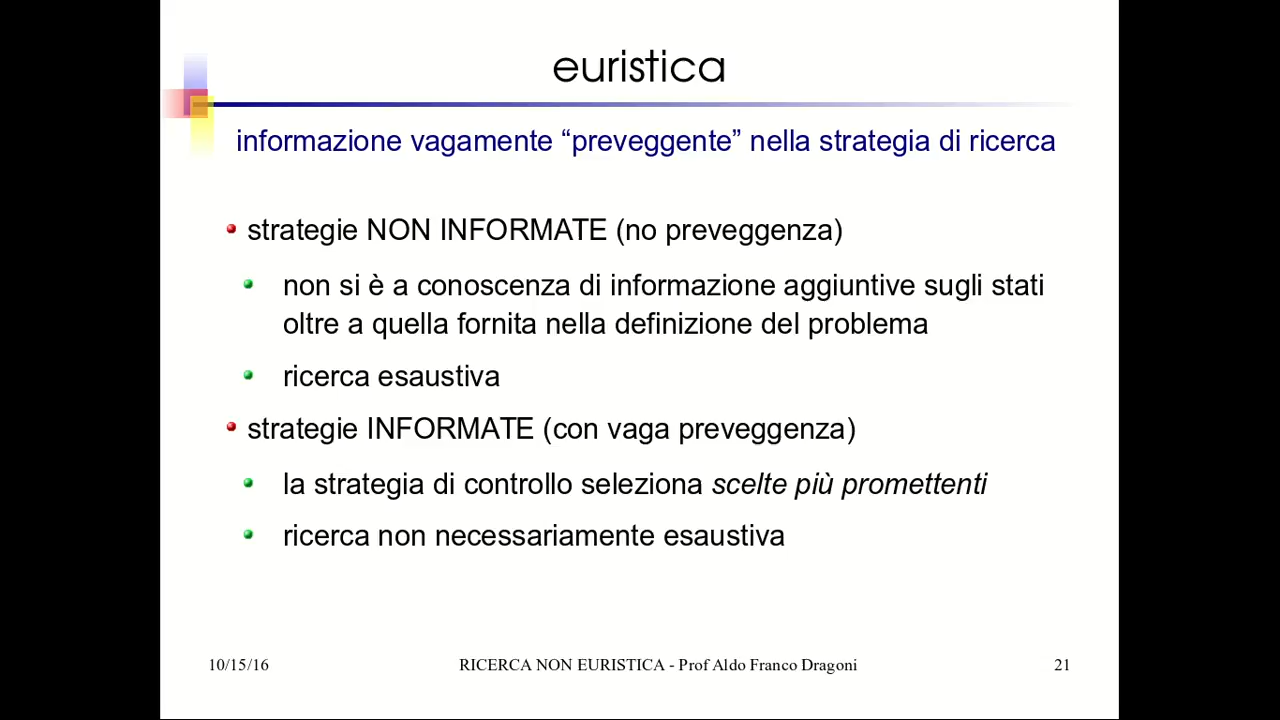 euristica
informazione vagamente “preveggente” nella strategia di ricerca
strategie NON INFORMATE (no preveggenza)
non si è a conoscenza di informazione aggiuntive sugli stati
oltre a quella fornita nella definizione del problema
ricerca esaustiva
strategie INFORMATE (con vaga preveggenza)
la strategia di controllo seleziona scelte più promettenti
ricerca non necessariamente esaustiva
10/15/16 RICERCA NON EURISTICA - Prof Aldo Franco Dragoni 21